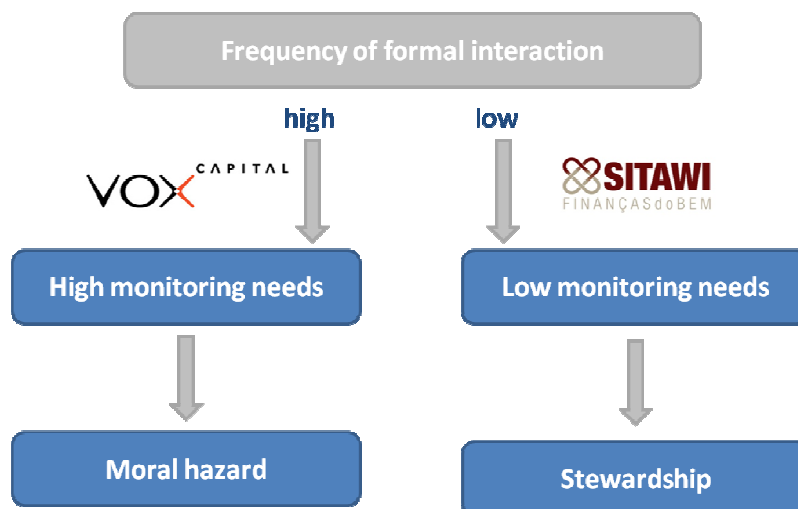 Frequency of formal interaction
high
low
VOX CAPITAL
SITAWI
FINANÇASdoBEM
High monitoring needs
Low monitoring needs
Moral hazard
Stewardship